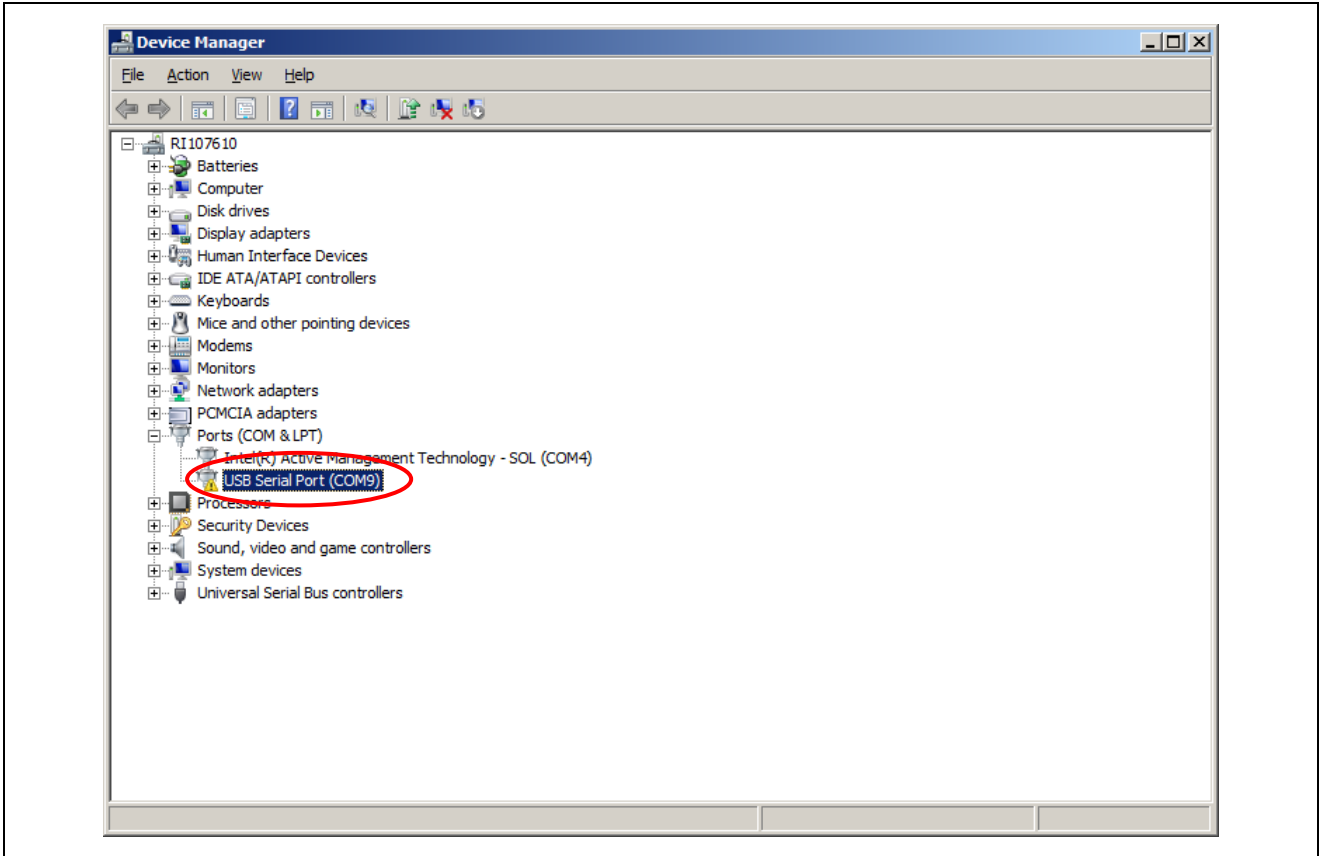 Device Manager
File Action View Help
RI107610
Batteries
Computer
Disk drives
Display adapters
Human Interface Devices
IDE ATA/ATAPI controllers
Keyboards
Mice and other pointing devices
Modems
Monitors
Network adapters
PCMCIA adapters
Ports (COM & LPT)
Intel(R) Active Management Technology - SOL (COM4)
USB Serial Port (COM9)
Processors
Security Devices
Sound, video and game controllers
System devices
Universal Serial Bus controllers